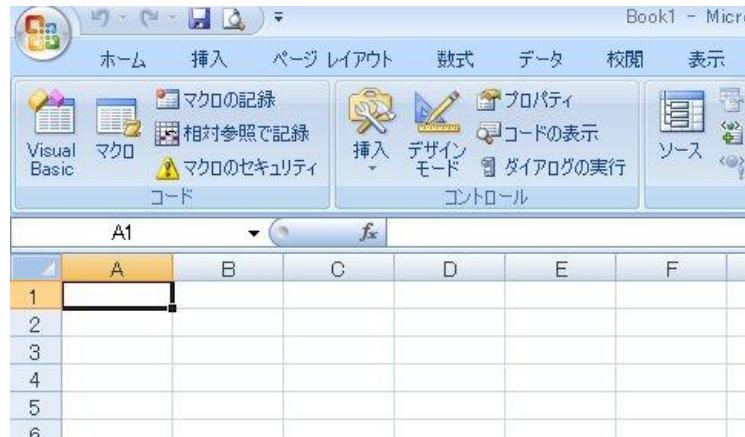 Book1 - Micr
ホーム 挿入 ページ レイアウト 数式 データ 校閲 表示
マクロの記録 プロパティ
相対参照で記録 コードの表示
Visual Basic マクロ マクロのセキュリティ 挿入 デザイン モード ダイアログの実行 ソース
コード コントロール
A1 fx
A B C D E F
1
2
3
4
5
6